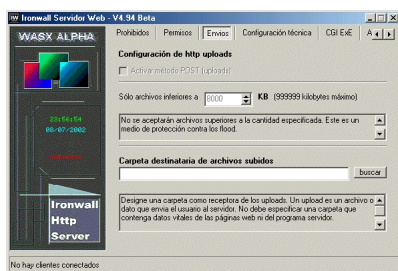 Ironwall Servidor Web - V4.94 Beta
WASX ALPHA
Prohibidos Permisos Envios Configuración técnica CGI ExE A
Configuración de http uploads
Activar método POST (uploads)
Sólo archivos inferiores a 8000 KB (999999 kilobytes máximo)
No se aceptarán archivos superiores a la cantidad especificada. Este es un
medio de protección contra los flood.
23:56:54
08/07/2002
Carpeta destinataria de archivos subidos
buscar
Designe una carpeta como receptora de los uploads. Un upload es un archivo o
dato que envia el usuario al servidor. No debe especificar una carpeta que
contenga datos vitales de las páginas web ni del programa servidor.
Ironwall
Http
Server
No hay clientes conectados